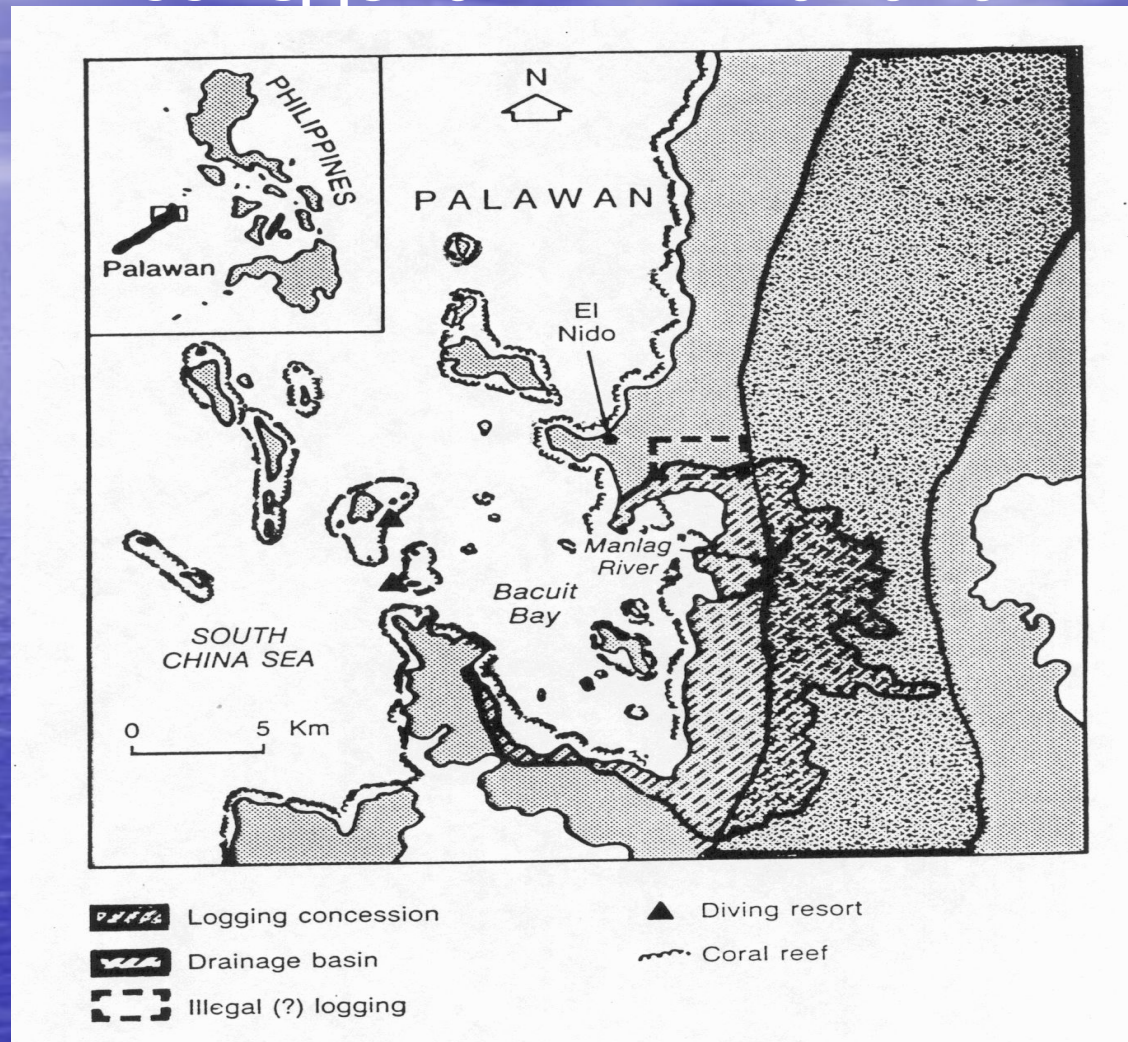 N
PHILIPPINES
PALAWAN
Palawan
El
Nido
Manlag
River
Bacuit
Bay
SOUTH
CHINA SEA
0 5 Km
Logging concession
Diving resort
Drainage basin
Coral reef
Illegal (?) logging